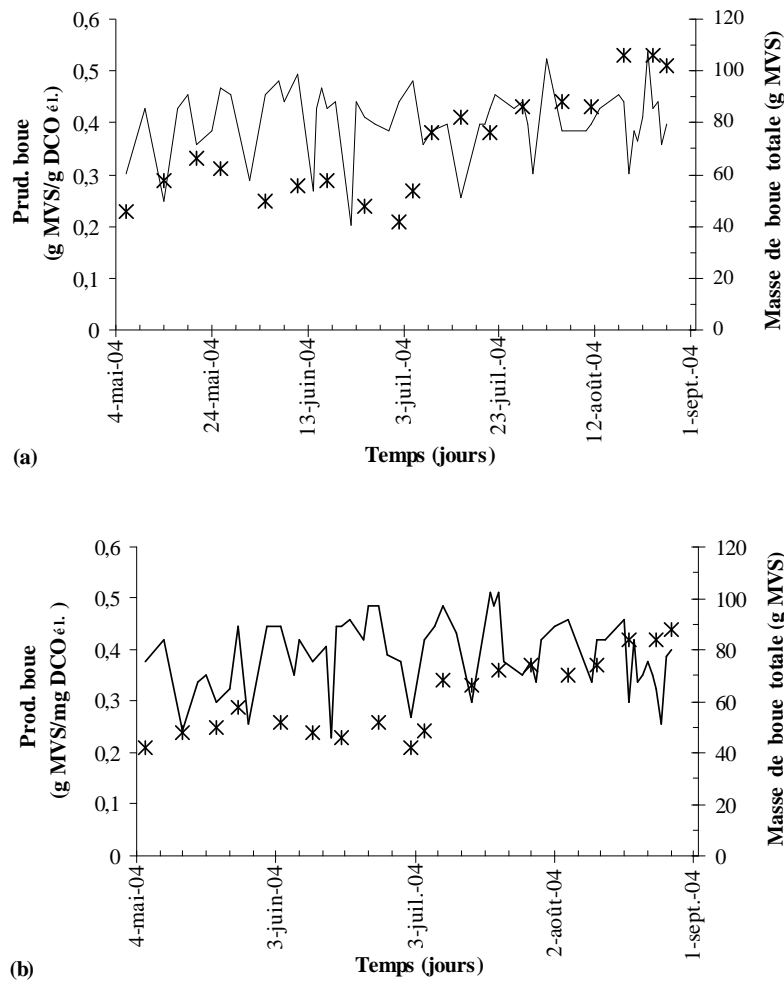 0,6
0,5
0,4
0,3
0,2
0,1
0
Prud. boue
(g MVS/g DCO él.)
120
100
80
60
40
20
0
Masse de boue totale (g MVS)
4-mai-04
24-mai-04
13-juin-04
3-juil.-04
23-juil.-04
12-août-04
1-sept.-04
Temps (jours)
(a)
0,6
0,5
0,4
0,3
0,2
0,1
0
Prod. boue
(g MVS/mg DCO él.)
120
100
80
60
40
20
0
Masse de boue totale (g MVS)
4-mai-04
3-juin-04
3-juil.-04
2-août-04
1-sept.-04
Temps (jours)
(b)